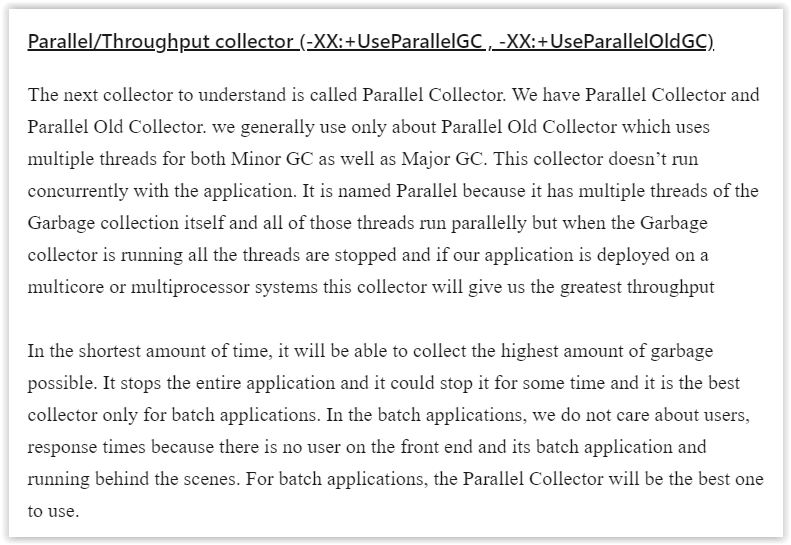 Parallel/Throughput collector (-XX:+UseParallelGC , -XX:+UseParallelOldGC)
The next collector to understand is called Parallel Collector. We have Parallel Collector and
Parallel Old Collector. we generally use only about Parallel Old Collector which uses
multiple threads for both Minor GC as well as Major GC. This collector doesn’t run
concurrently with the application. It is named Parallel because it has multiple threads of the
Garbage collection itself and all of those threads run parallelly but when the Garbage
collector is running all the threads are stopped and if our application is deployed on a
multicore or multiprocessor systems this collector will give us the greatest throughput
In the shortest amount of time, it will be able to collect the highest amount of garbage
possible. It stops the entire application and it could stop it for some time and it is the best
collector only for batch applications. In the batch applications, we do not care about users,
response times because there is no user on the front end and its batch application and
running behind the scenes. For batch applications, the Parallel Collector will be the best one
to use.